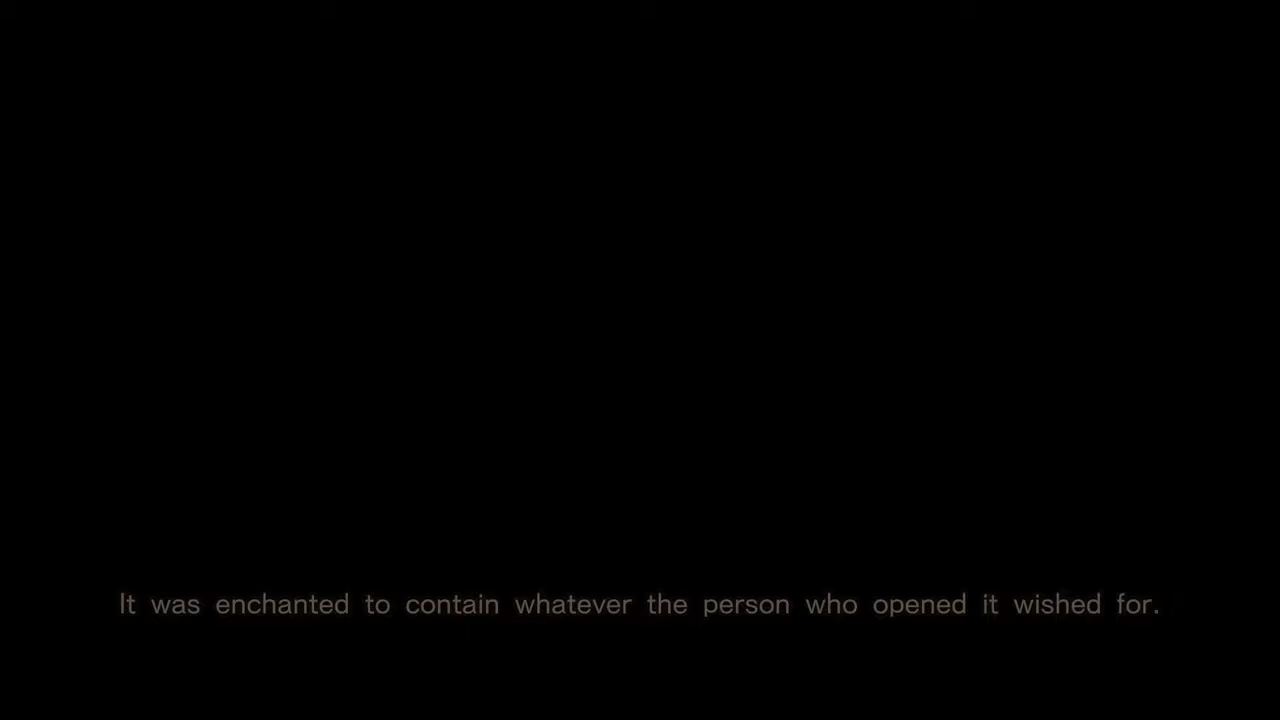 It was enchanted to contain whatever the person who opened it wished for.